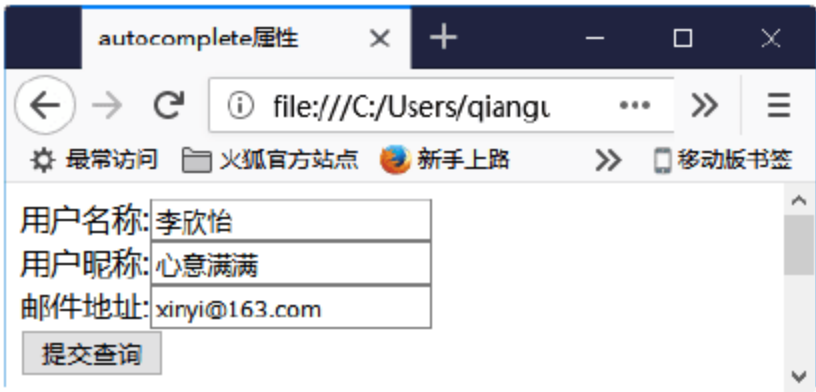 autocomplete属性
file:///C:/Users/qiangu
最常访问 火狐官方站点 新手上路 移动版书签
用户名称:李欣怡
用户昵称:心意满满
邮件地址:xinyi@163.com
提交查询